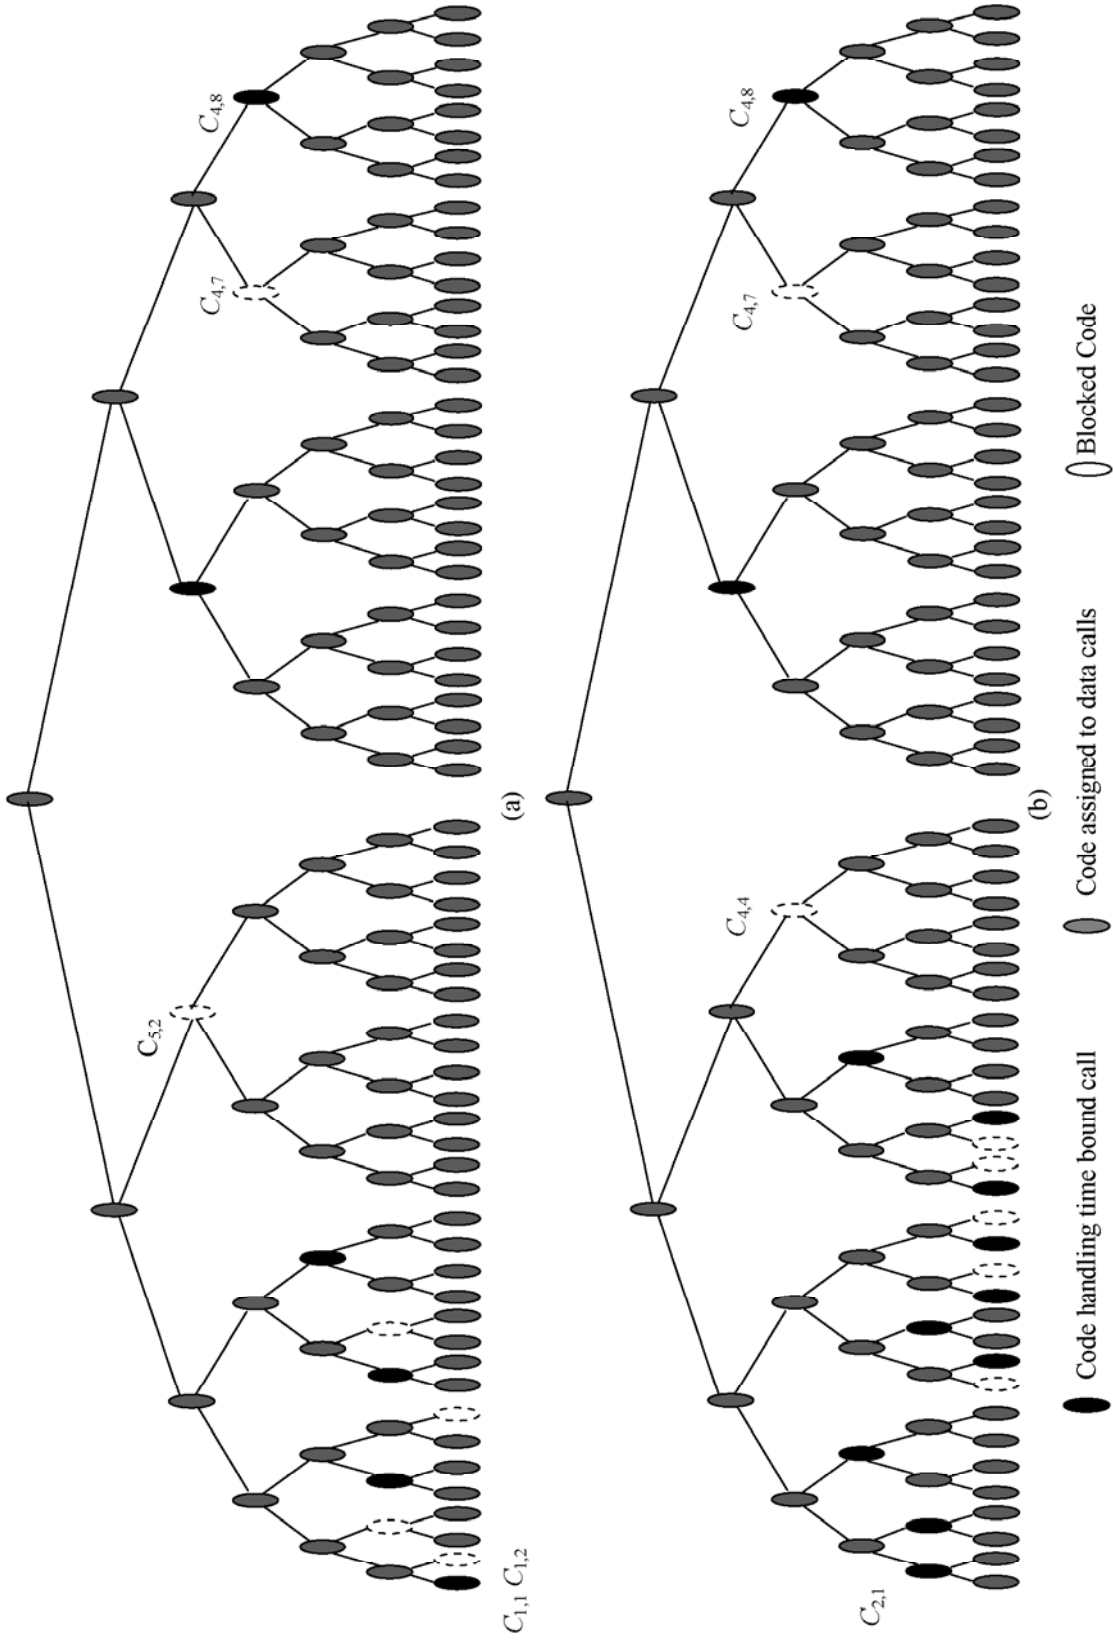 C5,2
C4,7
C4,8
C1,1 C1,2
(a)
C4,4
C4,7
C4,8
C2,1
(b)
Code handling time bound call
Code assigned to data calls
Blocked Code